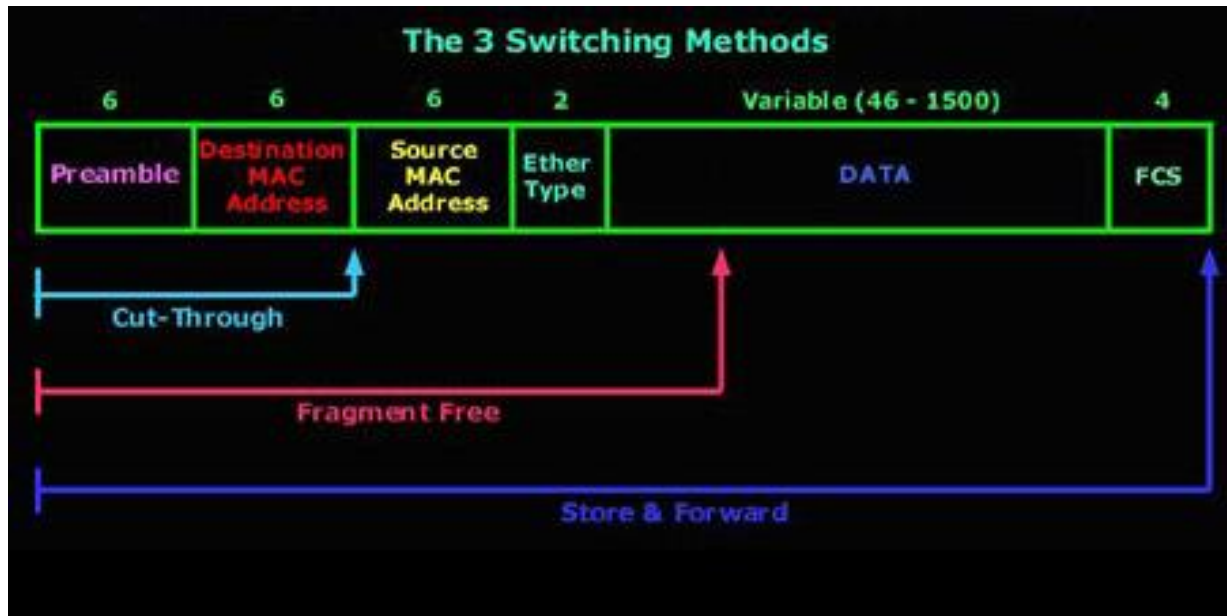 The 3 Switching Methods
6 6 6 2 Variable (46 - 1500) 4
Preamble
Destination
MAC
Address
Source
MAC
Address
Ether
Type
DATA
FCS
Cut-Through
Fragment Free
Store & Forward